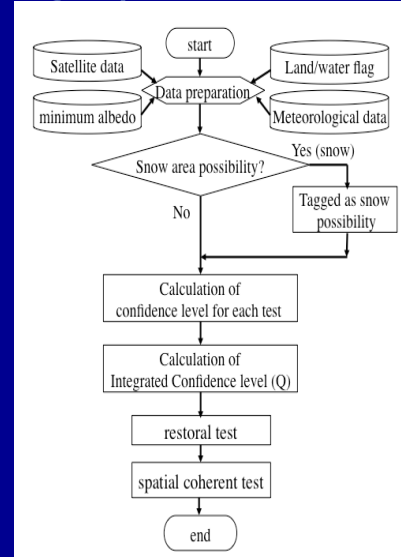 start
Satellite data
Land/water flag
Data preparation
minimum albedo
Meteorological data
Snow area possibility?
Yes (snow)
Tagged as snow
possibility
No
Calculation of
confidence level for each test
Calculation of
Integrated Confidence level (Q)
restoral test
spatial coherent test
end